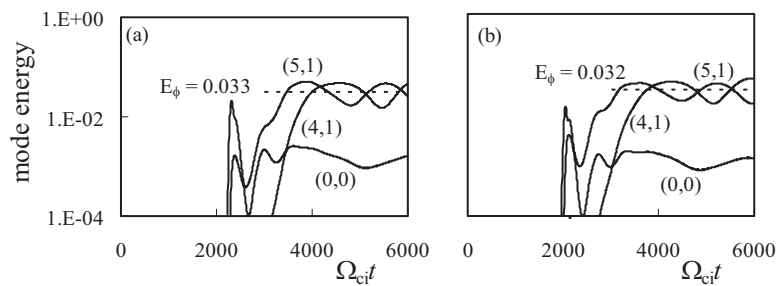 mode energy
1.E+00
1.E-02
1.E-04
(a)
E_ϕ = 0.033
(5,1)
(4,1)
(0,0)
0
2000
4000
6000
Ω_ci t
(b)
E_ϕ = 0.032
(5,1)
(4,1)
(0,0)
0
2000
4000
6000
Ω_ci t